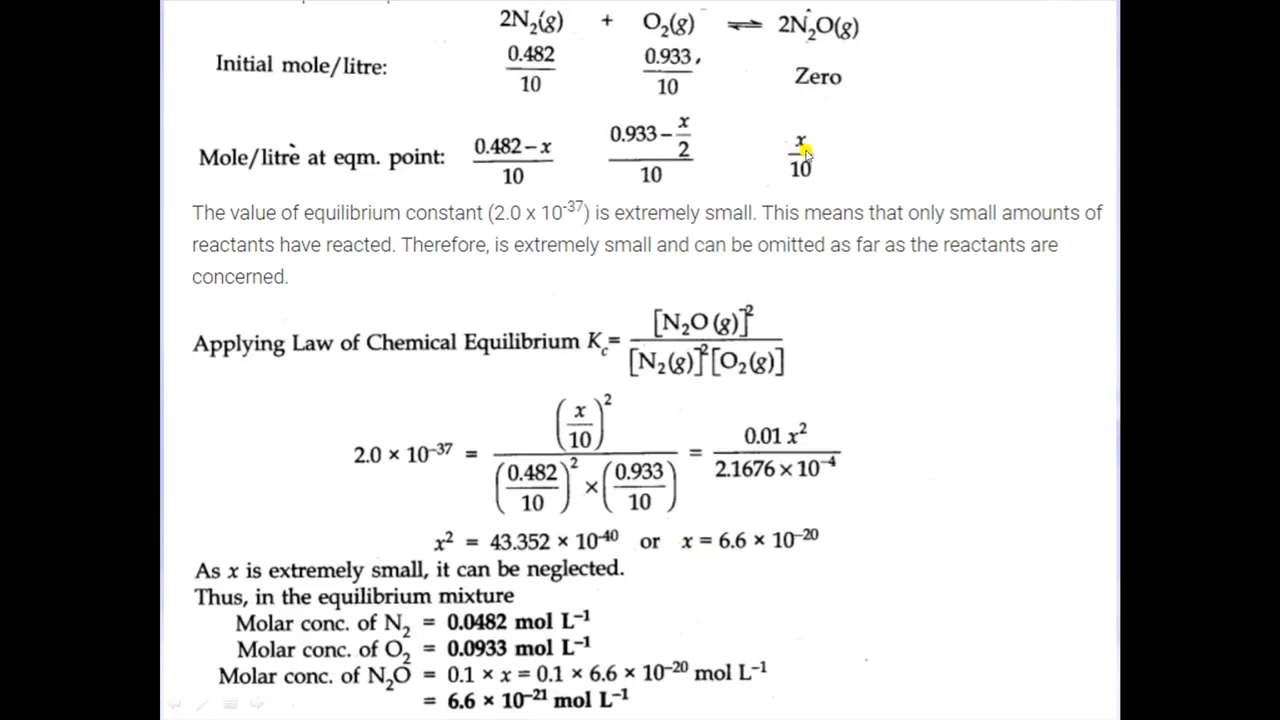 2N₂(g) + O₂(g) ⇌ 2N₂O(g)
Initial mole/litre: 0.482/10 0.933/10 Zero
Mole/litre at eqm. point: (0.482 – x)/10 (0.933 – x/2)/10 x/10
The value of equilibrium constant (2.0 x 10⁻³⁷) is extremely small. This means that only small amounts of
reactants have reacted. Therefore, is extremely small and can be omitted as far as the reactants are
concerned.
Applying Law of Chemical Equilibrium K_c = [N₂O (g)]² / [N₂(g)]² [O₂(g)]
2.0 × 10⁻³⁷ = (x/10)² / ((0.482/10)² × (0.933/10)) = 0.01 x² / 2.1676 × 10⁻⁴
x² = 43.352 × 10⁻⁴⁰ or x = 6.6 × 10⁻²⁰
As x is extremely small, it can be neglected.
Thus, in the equilibrium mixture
Molar conc. of N₂ = 0.0482 mol L⁻¹
Molar conc. of O₂ = 0.0933 mol L⁻¹
Molar conc. of N₂O = 0.1 × x = 0.1 × 6.6 × 10⁻²⁰ mol L⁻¹
= 6.6 × 10⁻²¹ mol L⁻¹